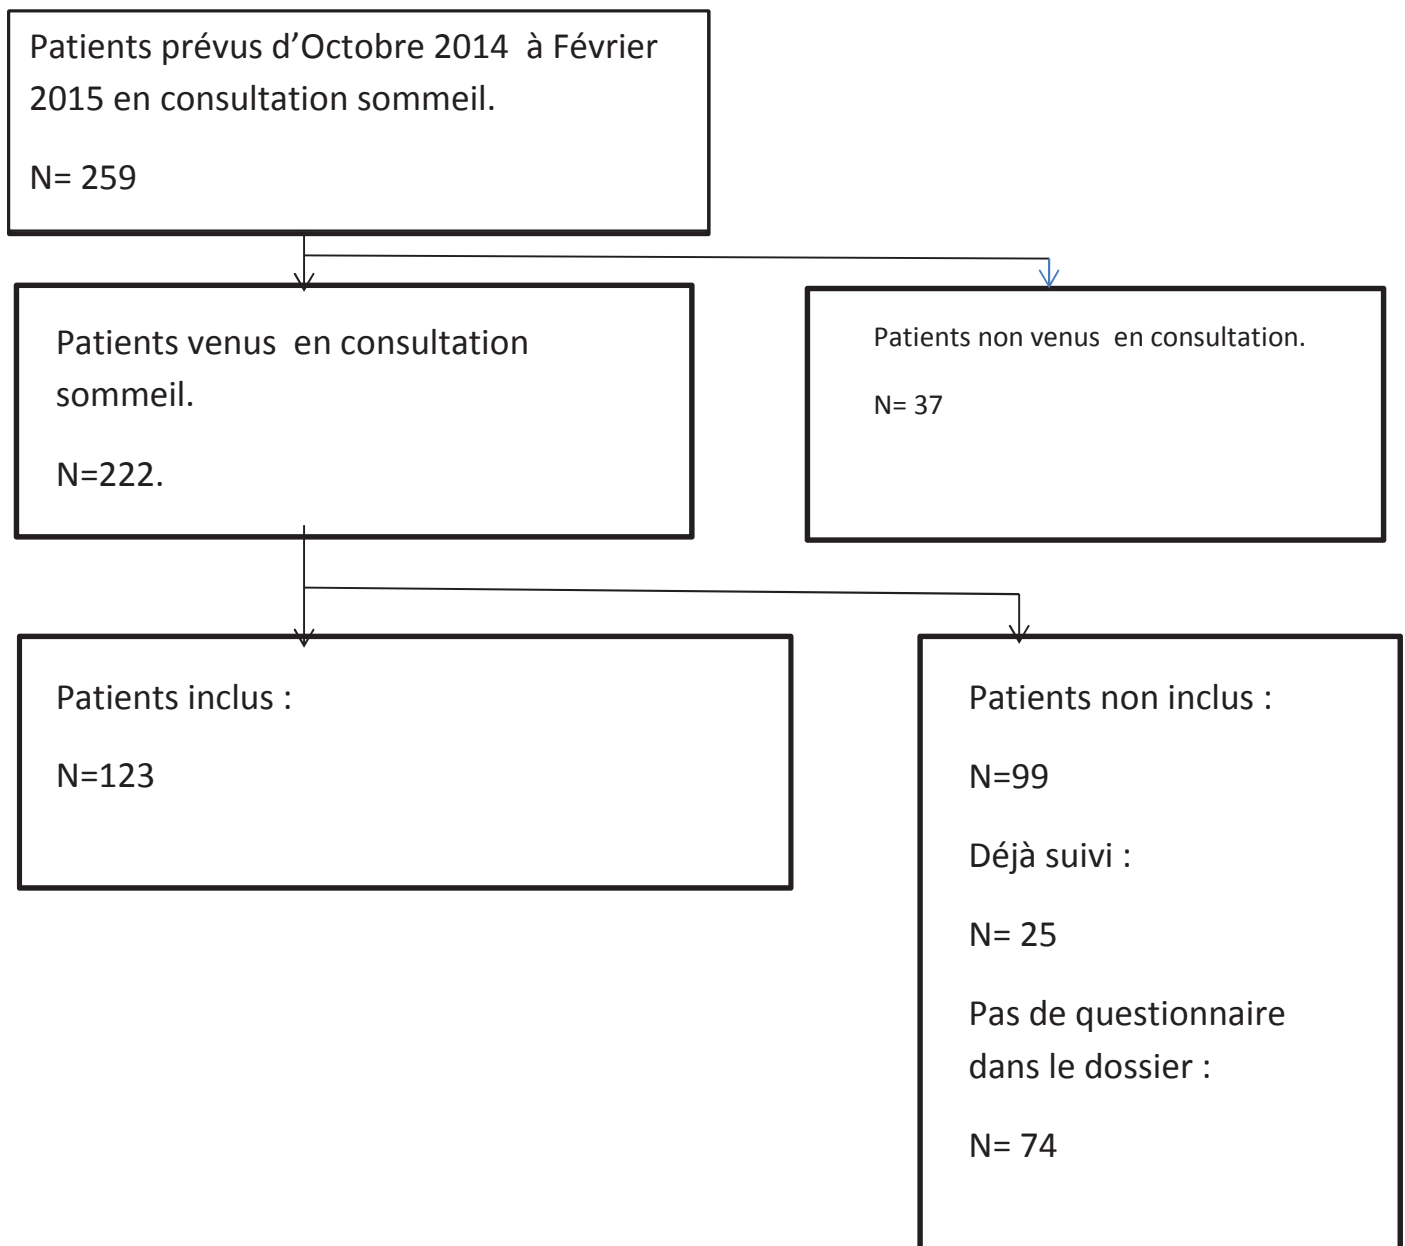 Patients prévus d’Octobre 2014  à Février
2015 en consultation sommeil.
N= 259
Patients venus  en consultation
sommeil.
N=222.
Patients non venus  en consultation.
N= 37
Patients inclus :
N=123
Patients non inclus :
N=99
Déjà suivi :
N= 25
Pas de questionnaire
dans le dossier :
N= 74